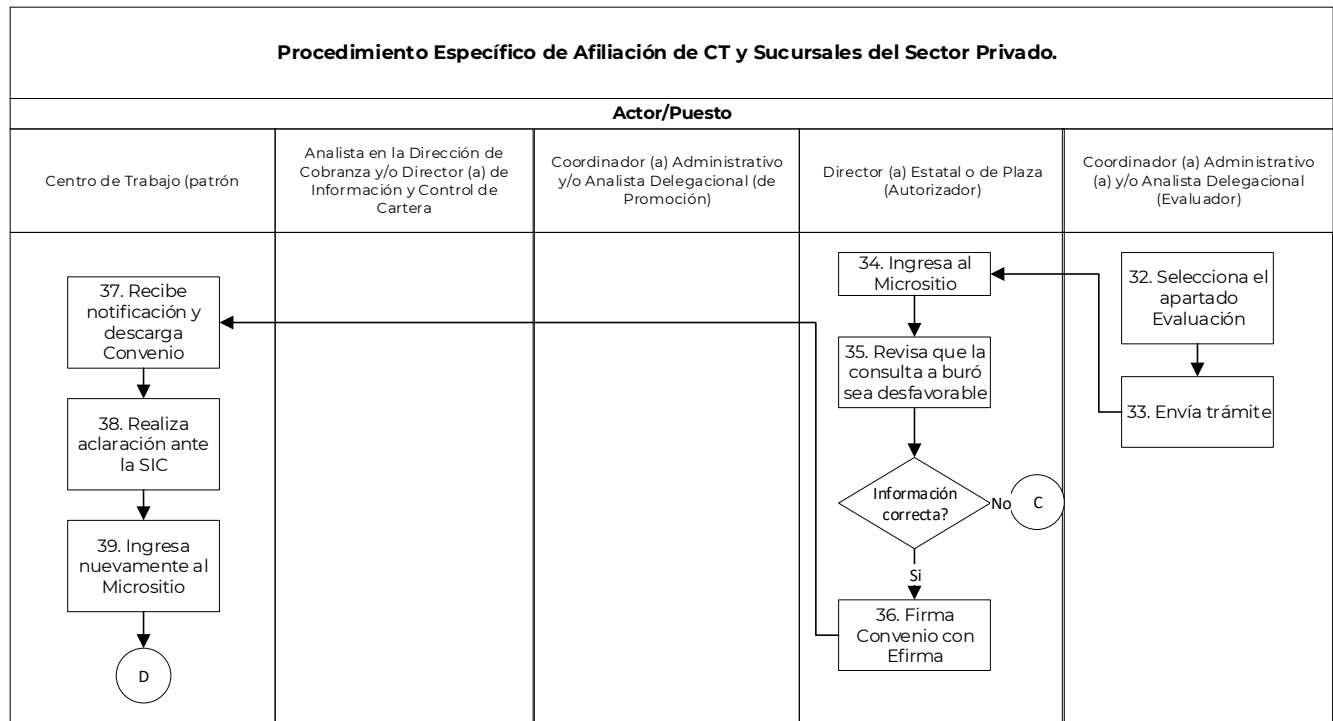 Procedimiento Específico de Afiliación de CT y Sucursales del Sector Privado.
Actor/Puesto
Centro de Trabajo (patrón
Analista en la Dirección de
Cobranza y/o Director (a) de
Información y Control de
Cartera
Coordinador (a) Administrativo
y/o Analista Delegacional (de
Promoción)
Director (a) Estatal o de Plaza
(Autorizador)
Coordinador (a) Administrativo
(a) y/o Analista Delegacional
(Evaluador)
37. Recibe
notificación y
descarga
Convenio
38. Realiza
aclaración ante
la SIC
39. Ingresa
nuevamente al
Micrositio
D
34. Ingresa al
Micrositio
35. Revisa que la
consulta a buró
sea desfavorable
Información
correcta?
No
C
Si
36. Firma
Convenio con
Efirma
32. Selecciona el
apartado
Evaluación
33. Envía trámite